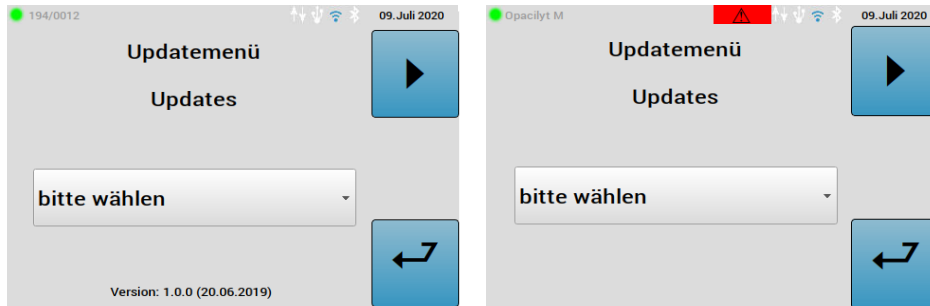 194/0012
09.Juli 2020
Updatemenü
Updates
bitte wählen
Version: 1.0.0 (20.06.2019)
Opacilyt M
09.Juli 2020
Updatemenü
Updates
bitte wählen